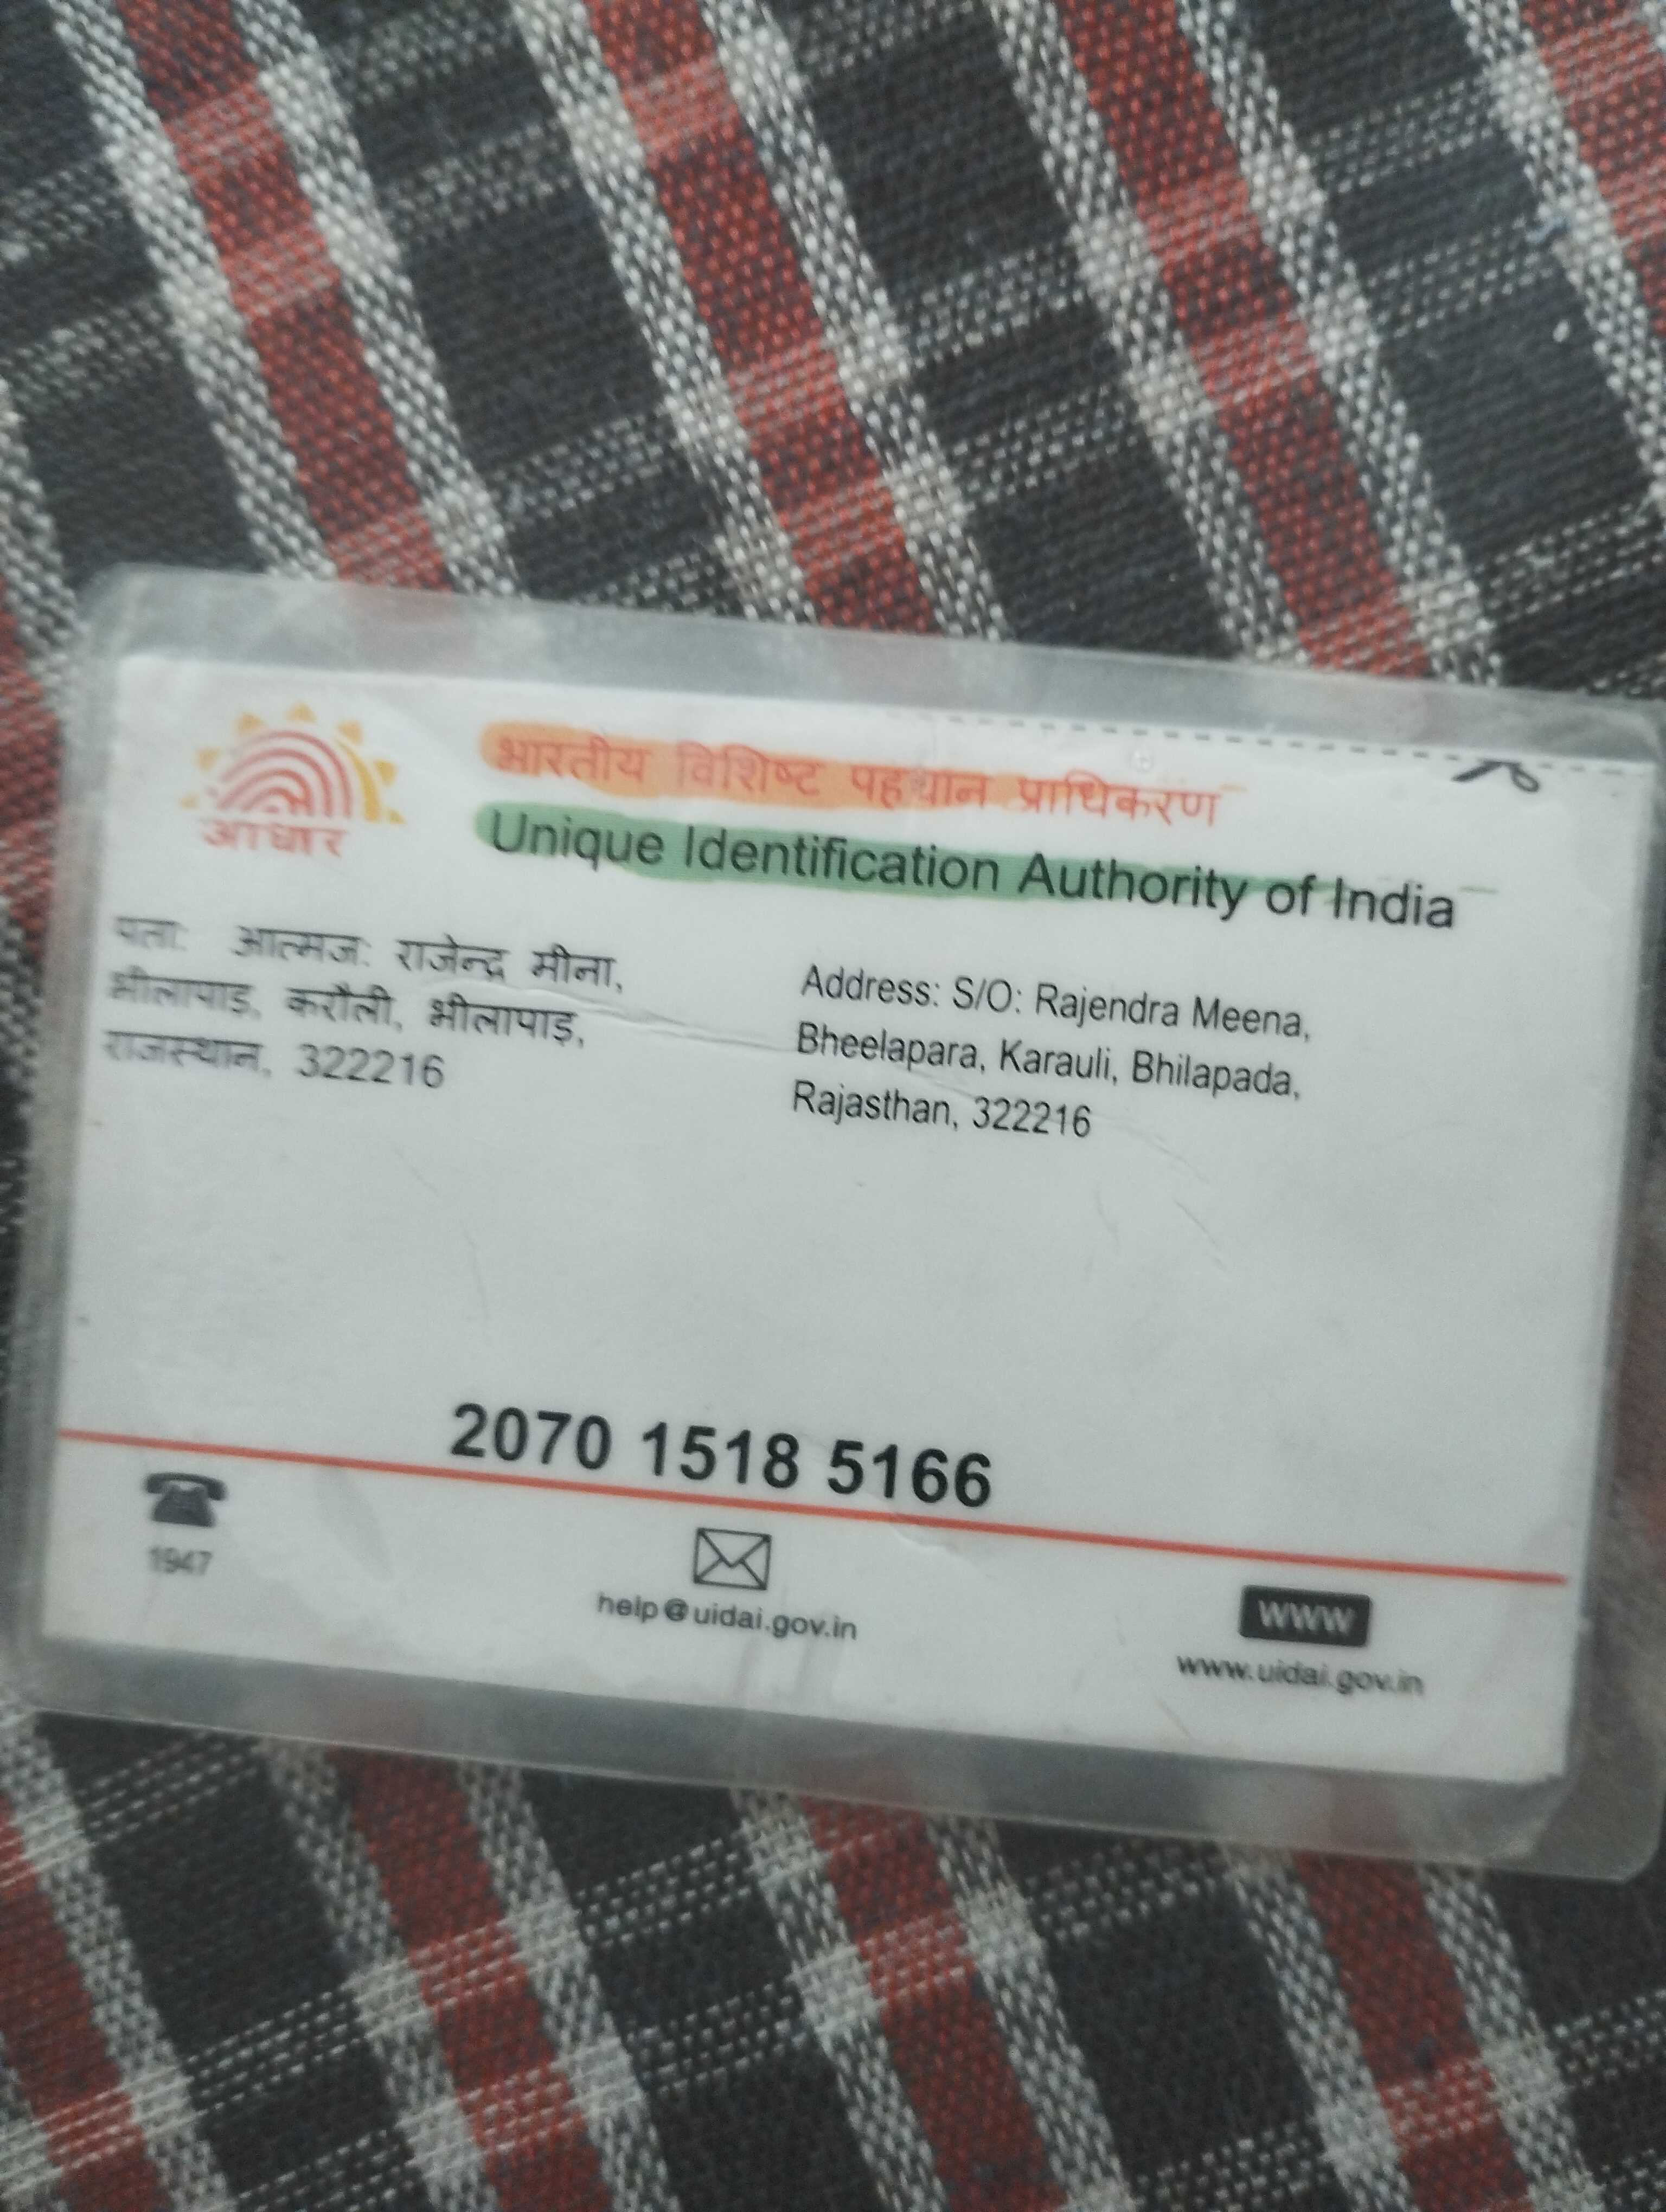 आधार
भारतीय विशिष्ट पहचान प्राधिकरण
Unique Identification Authority of India
पताः आत्मजः राजेन्द्र मीना,
भीलापाड़, करौली, भीलापाड़,
राजस्थान, 322216
Address: S/O: Rajendra Meena,
Bheelapara, Karauli, Bhilapada,
Rajasthan, 322216
2070 1518 5166
1947
help@uidai.gov.in
WWW
www.uidai.gov.in